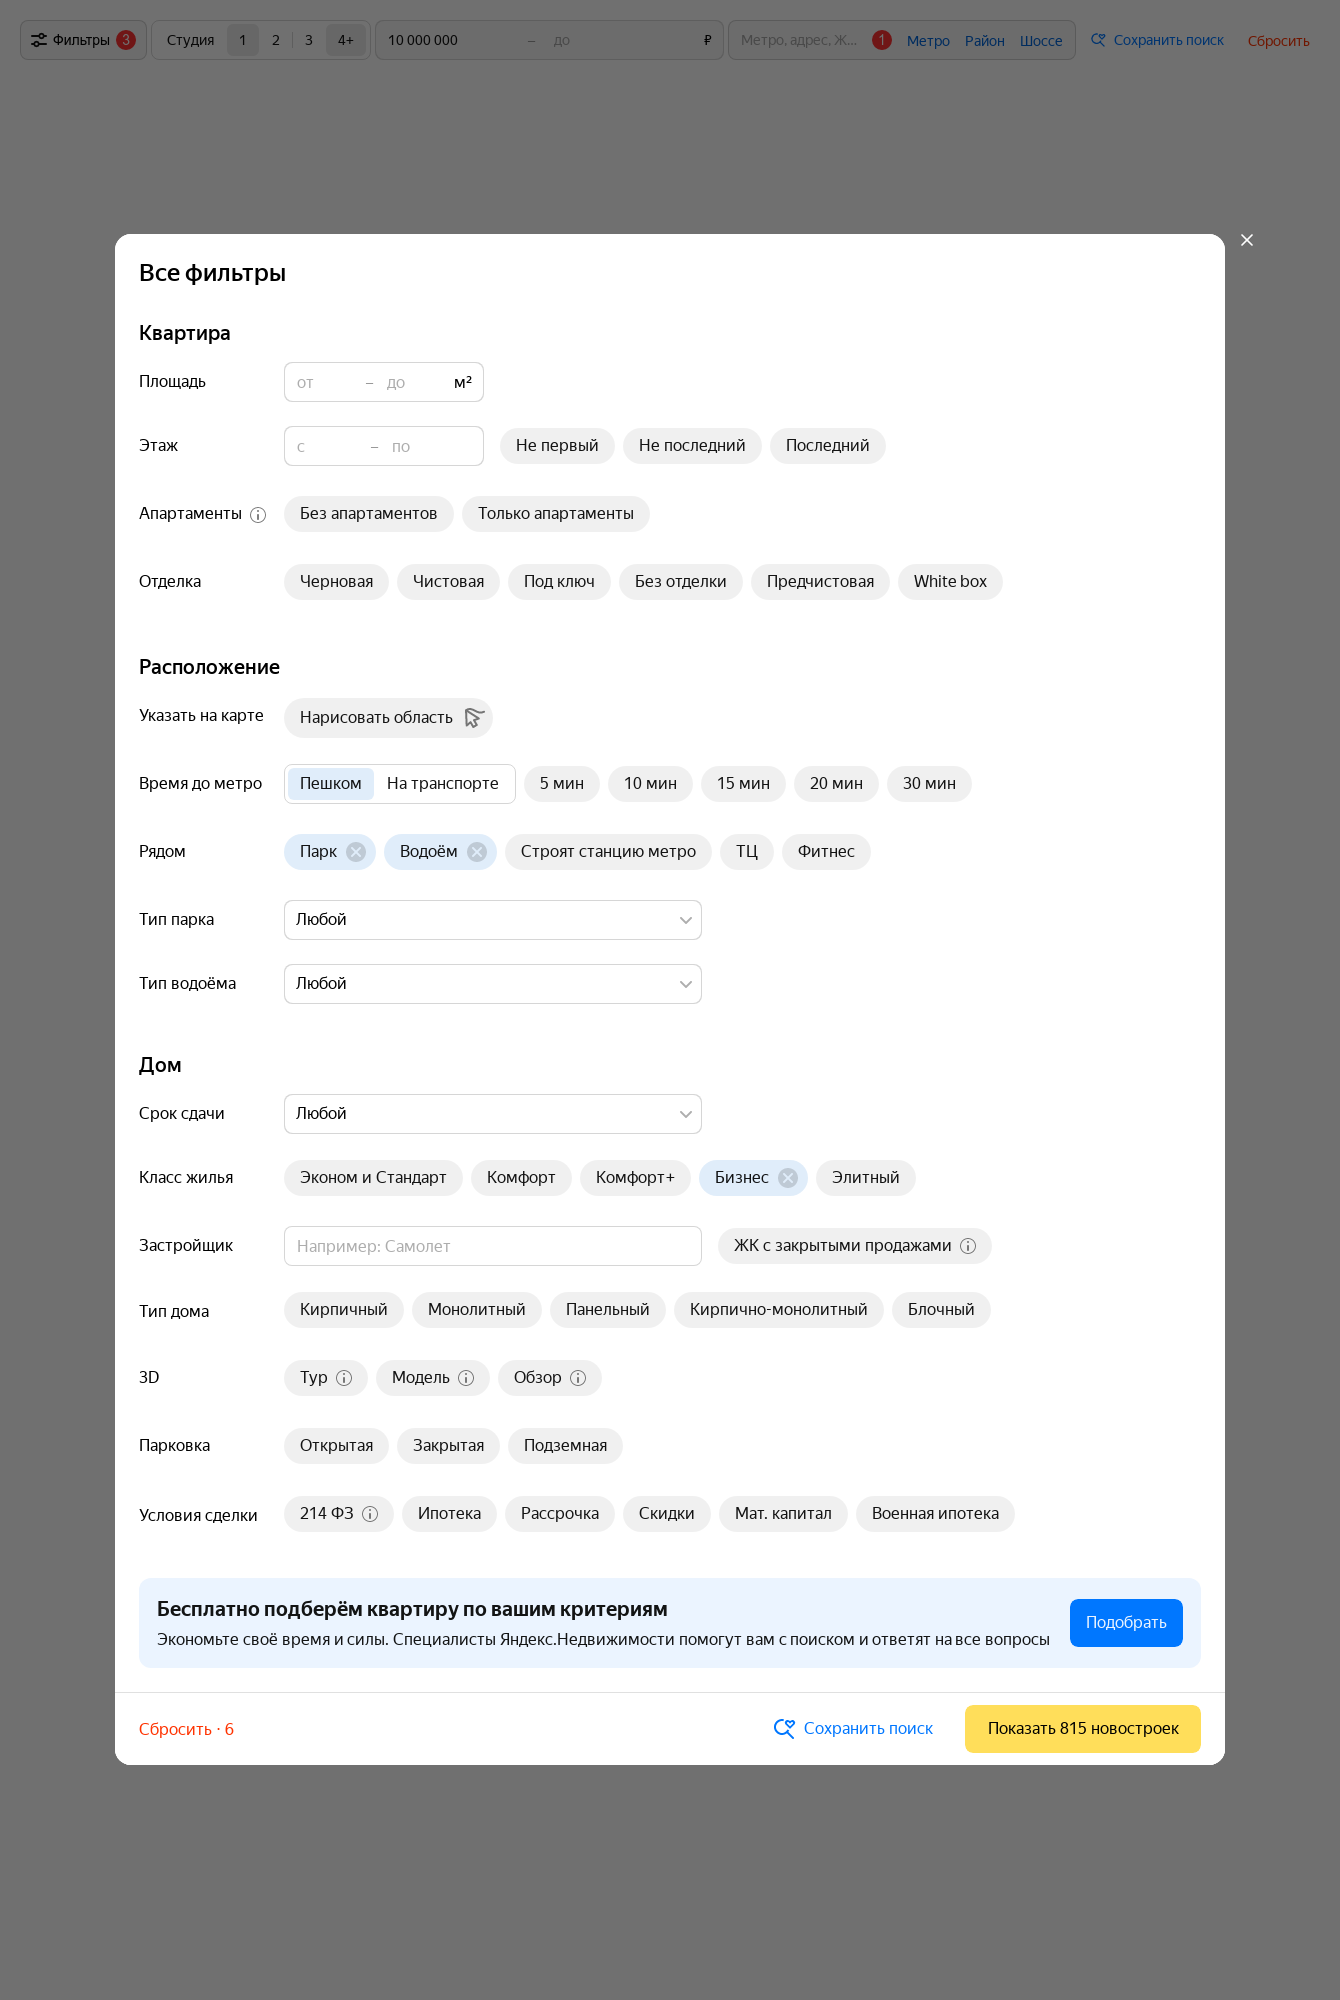 Фильтры 3 Студия 1 2 3 4+ 10 000 000 – до ₽ Метро, адрес, Ж... 1 Метро Район Шоссе Сохранить поиск Сбросить
Все фильтры
Квартира
Площадь от – до м²
Этаж с – по Не первый Не последний Последний
Апартаменты Без апартаментов Только апартаменты
Отделка Черновая Чистовая Под ключ Без отделки Предчистовая White box
Расположение
Указать на карте Нарисовать область
Время до метро Пешком На транспорте 5 мин 10 мин 15 мин 20 мин 30 мин
Рядом Парк Водоём Строят станцию метро ТЦ Фитнес
Тип парка Любой
Тип водоёма Любой
Дом
Срок сдачи Любой
Класс жилья Эконом и Стандарт Комфорт Комфорт+ Бизнес Элитный
Застройщик Например: Самолет ЖК с закрытыми продажами
Тип дома Кирпичный Монолитный Панельный Кирпично-монолитный Блочный
3D Тур Модель Обзор
Парковка Открытая Закрытая Подземная
Условия сделки 214 ФЗ Ипотека Рассрочка Скидки Мат. капитал Военная ипотека
Бесплатно подберём квартиру по вашим критериям
Экономьте своё время и силы. Специалисты Яндекс.Недвижимости помогут вам с поиском и ответят на все вопросы
Подобрать
Сбросить · 6 Сохранить поиск Показать 815 новостроек